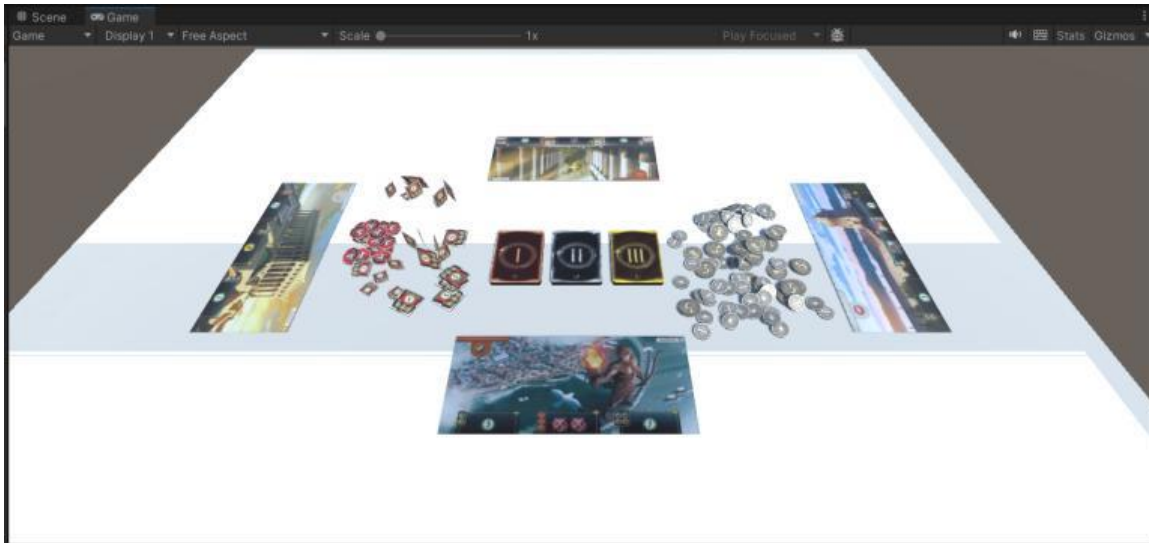 Scene Game
Game Display 1 Free Aspect Scale 1x Play Focused Stats Gizmos
I II III